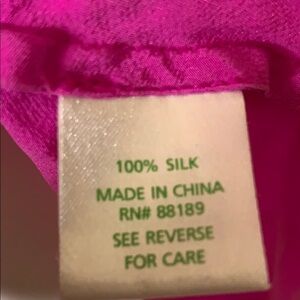 100% SILK
MADE IN CHINA
RN# 88189
SEE REVERSE
FOR CARE